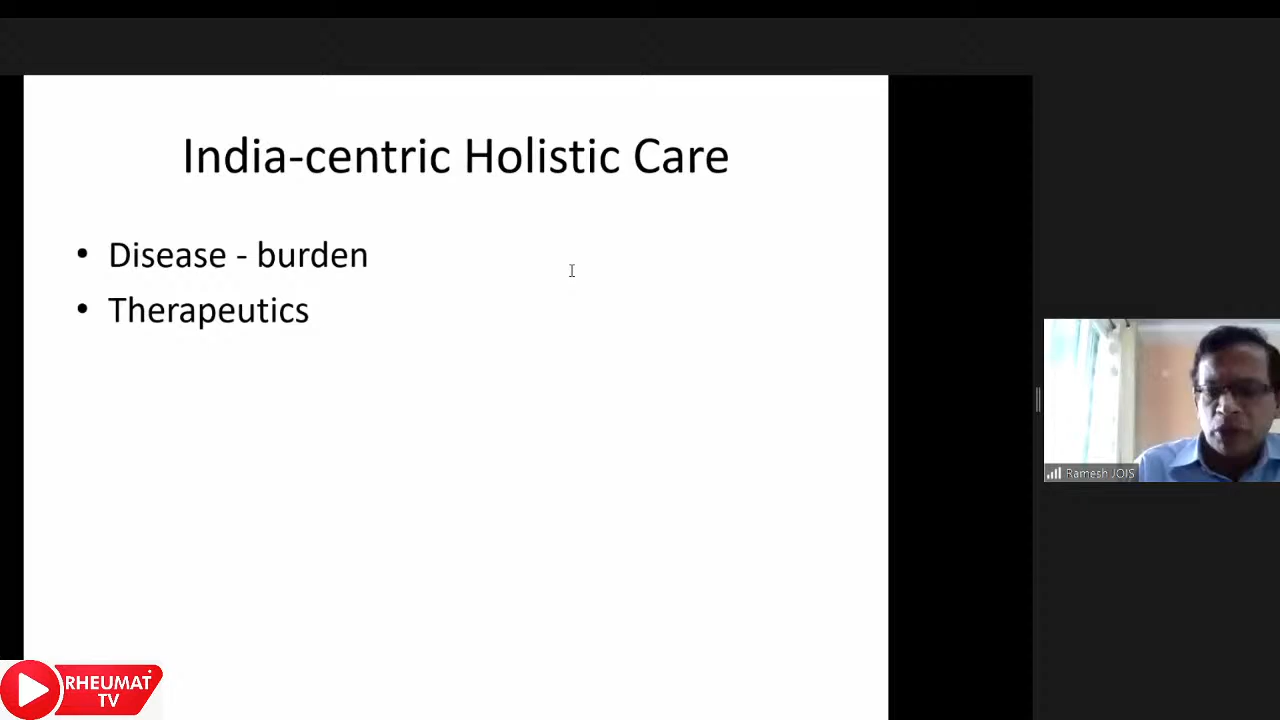 India-centric Holistic Care
• Disease - burden
• Therapeutics
Ramesh JOIS
RHEUMAT
TV